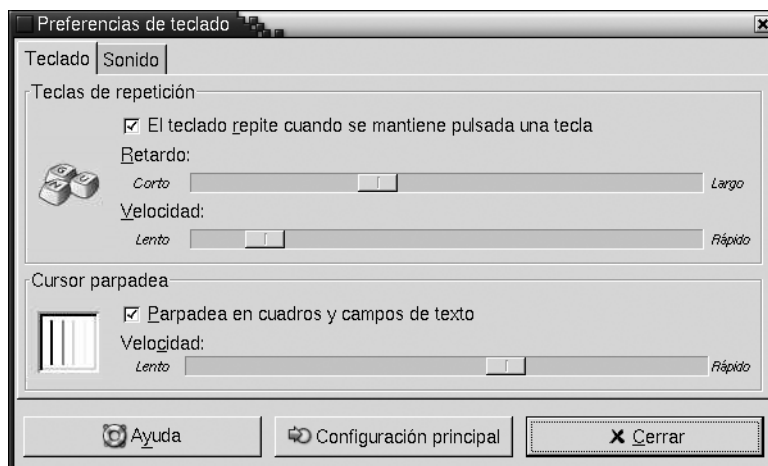 Preferencias de teclado
Teclado Sonido
Teclas de repetición
El teclado repite cuando se mantiene pulsada una tecla
Retardo:
Corto Largo
Velocidad:
Lento Rápido
Cursor parpadea
Parpadea en cuadros y campos de texto
Velocidad:
Lento Rápido
Ayuda Configuración principal Cerrar